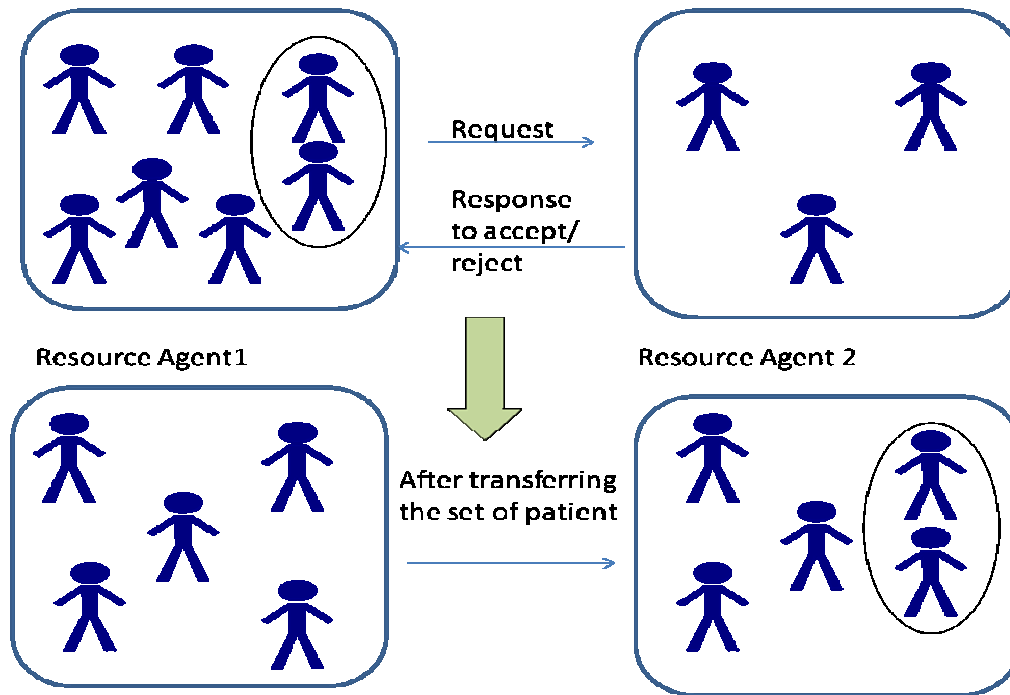 Request
Response
to accept/
reject
Resource Agent1
Resource Agent 2
After transferring
the set of patient